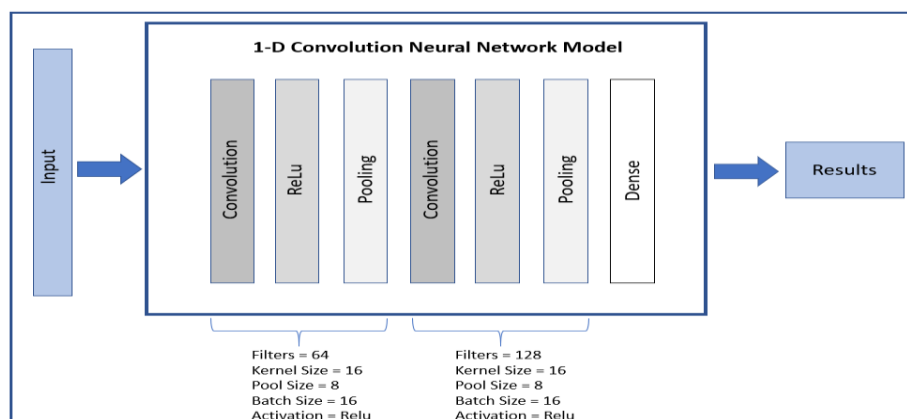 1-D Convolution Neural Network Model
Input
Convolution
ReLu
Pooling
Convolution
ReLu
Pooling
Dense
Results
Filters = 64
Kernel Size = 16
Pool Size = 8
Batch Size = 16
Activation = Relu
Filters = 128
Kernel Size = 16
Pool Size = 8
Batch Size = 16
Activation = Relu